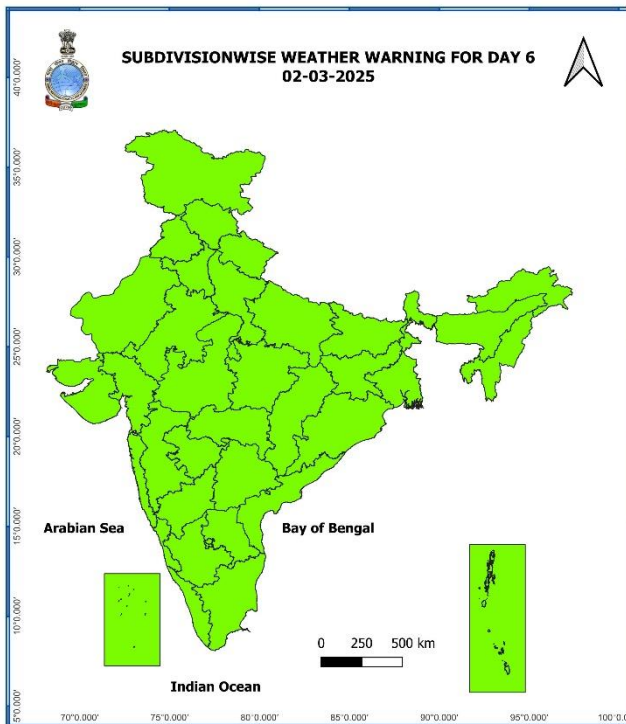 SUBDIVISIONWISE WEATHER WARNING FOR DAY 6
02-03-2025
40°0.000'
35°0.000'
30°0.000'
25°0.000'
20°0.000'
15°0.000'
10°0.000'
5°0.000'
Arabian Sea
Bay of Bengal
0 250 500 km
Indian Ocean
70°0.000' 75°0.000' 80°0.000' 85°0.000' 90°0.000' 95°0.000' 100°0.000'